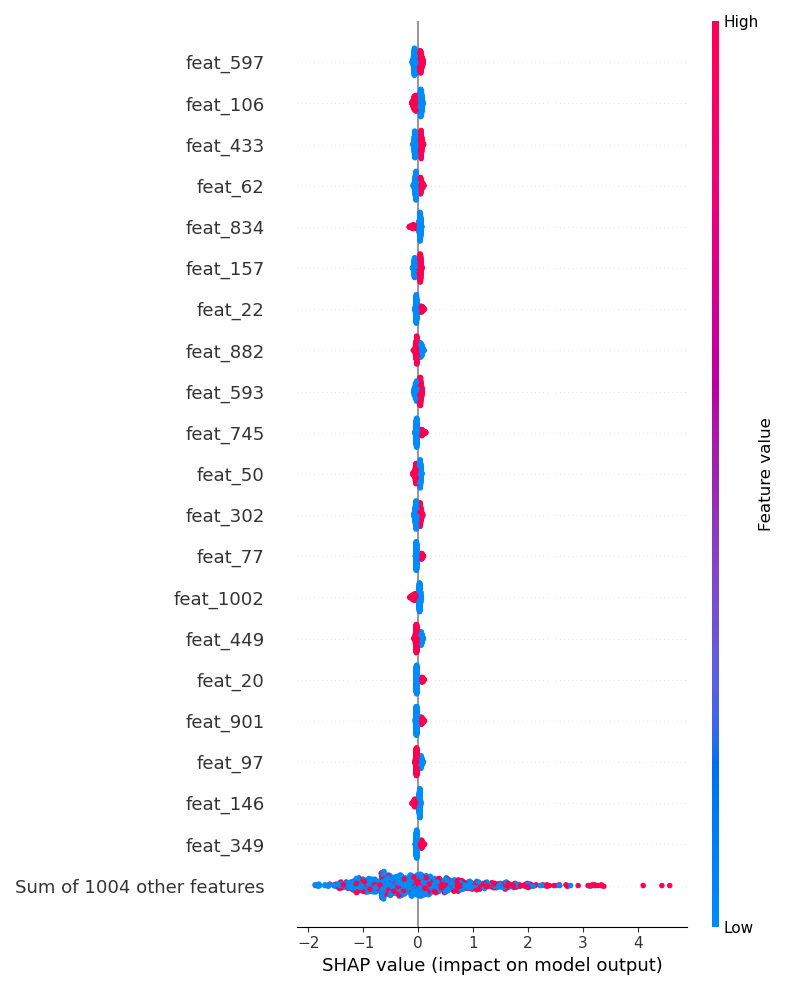 High
feat_597
feat_106
feat_433
feat_62
feat_834
feat_157
feat_22
feat_882
feat_593
feat_745
feat_50
feat_302
feat_77
feat_1002
feat_449
feat_20
feat_901
feat_97
feat_146
feat_349
Sum of 1004 other features
Feature value
Low
−2 −1 0 1 2 3 4
SHAP value (impact on model output)